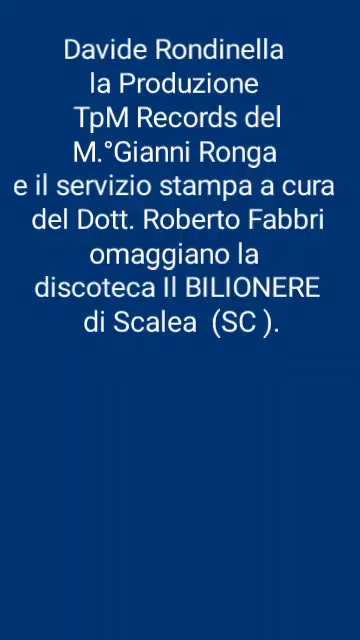 Davide Rondinella
la Produzione
TpM Records del
M.°Gianni Ronga
e il servizio stampa a cura
del Dott. Roberto Fabbri
omaggiano la
discoteca Il BILIONERE
di Scalea (SC ).